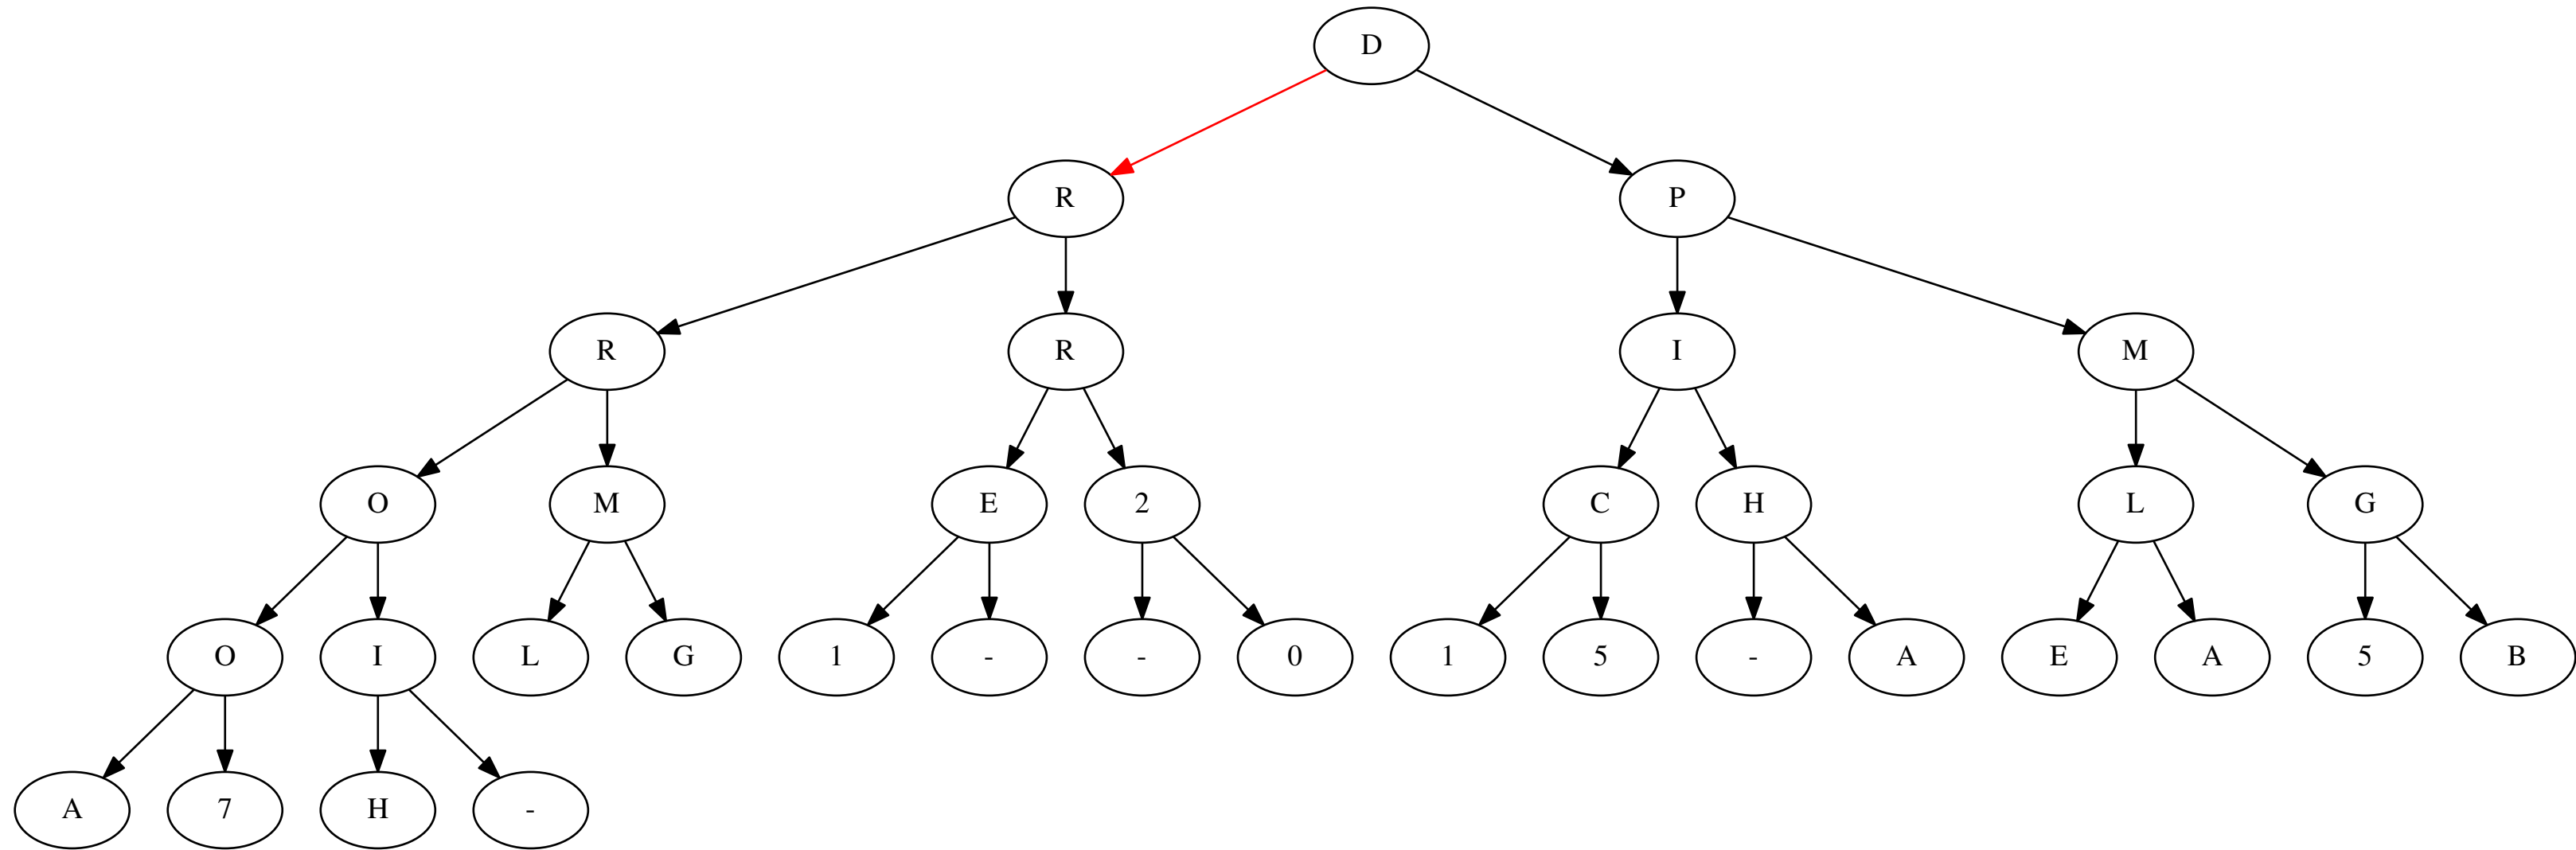 D
R P
R R I M
O M E 2 C H L G
O I L G 1 - - 0 1 5 - A E A 5 B
A 7 H -